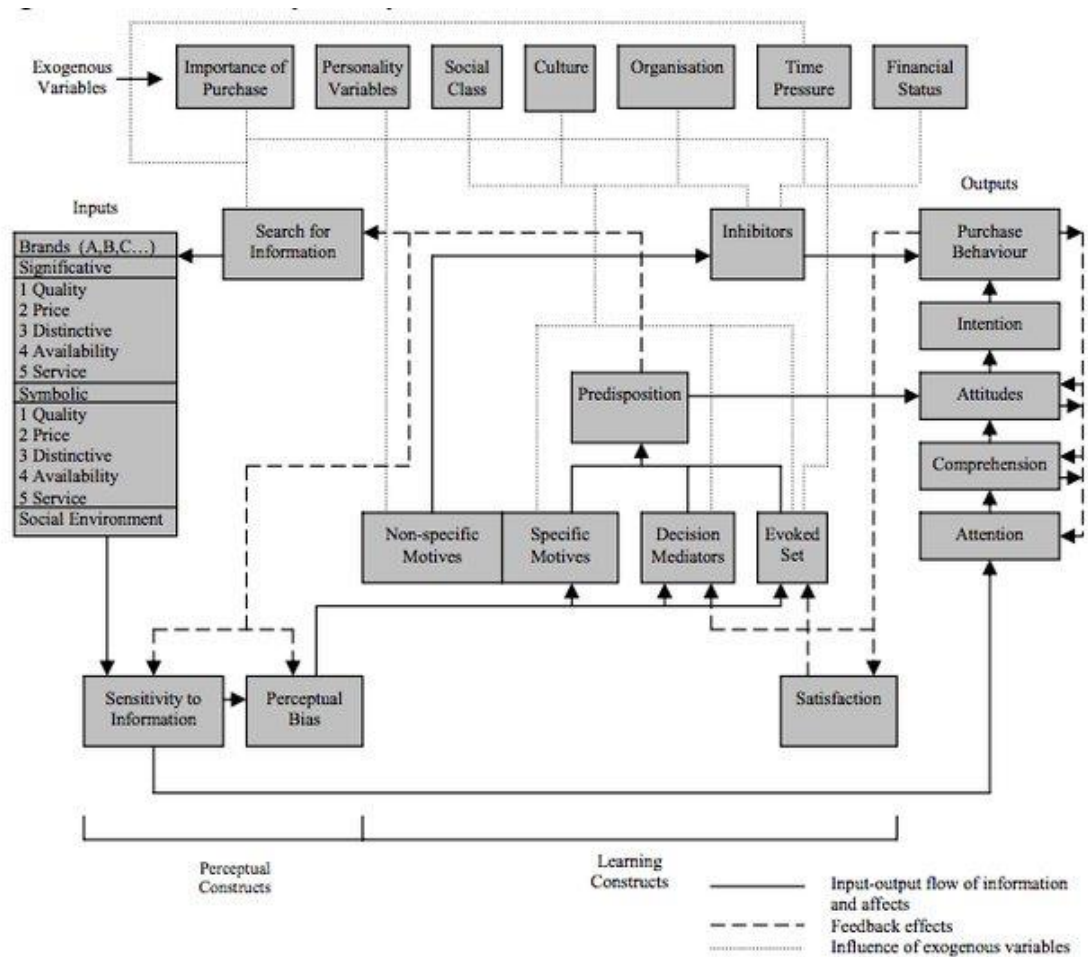 Exogenous
Variables
Importance of
Purchase
Personality
Variables
Social
Class
Culture
Organisation
Time
Pressure
Financial
Status
Inputs
Outputs
Brands (A,B,C...)
Significative
1 Quality
2 Price
3 Distinctive
4 Availability
5 Service
Symbolic
1 Quality
2 Price
3 Distinctive
4 Availability
5 Service
Social Environment
Search for
Information
Inhibitors
Purchase
Behaviour
Intention
Predisposition
Attitudes
Comprehension
Non-specific
Motives
Specific
Motives
Decision
Mediators
Evoked
Set
Attention
Sensitivity to
Information
Perceptual
Bias
Satisfaction
Perceptual
Constructs
Learning
Constructs
Input-output flow of information
and affects
Feedback effects
Influence of exogenous variables